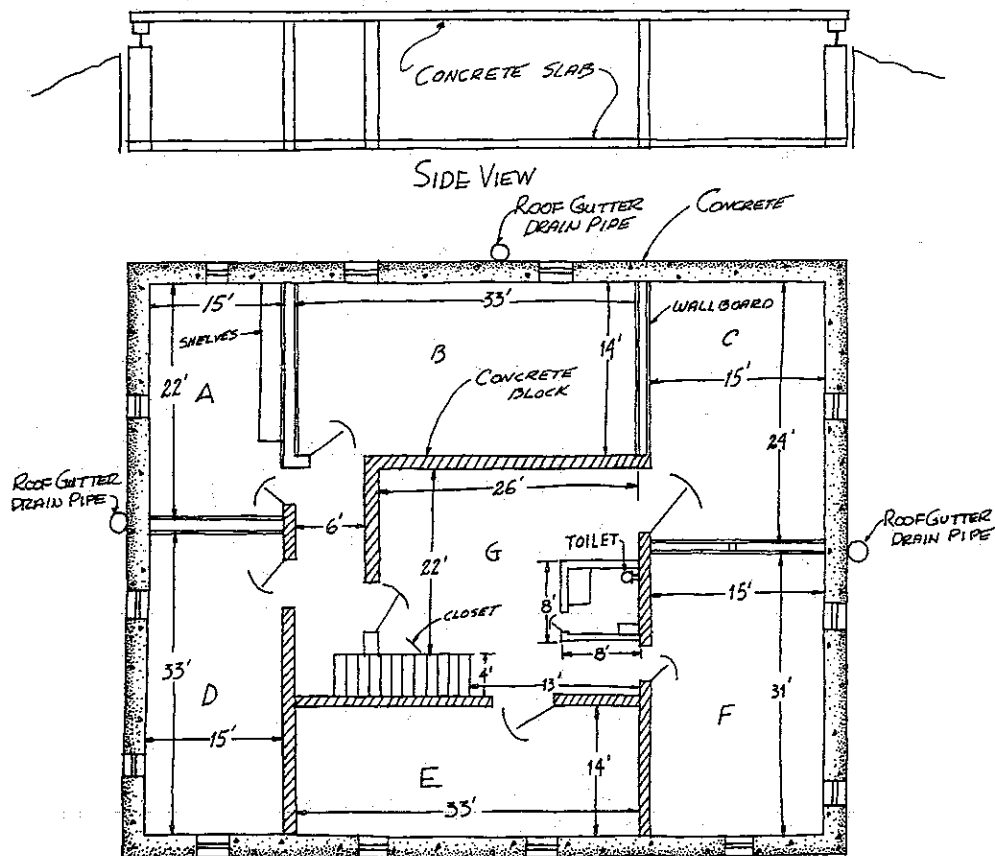 CONCRETE SLAB
SIDE VIEW
ROOF GUTTER
DRAIN PIPE
CONCRETE
15'
33'
WALLBOARD
SHELVES
B
14'
C
22'
A
CONCRETE
BLOCK
15'
24'
ROOF GUTTER
DRAIN PIPE
26'
6'
G
TOILET
ROOF GUTTER
DRAIN PIPE
22'
8'
15'
CLOSET
8'
33'
4'
13'
31'
D
F
15'
E
14'
33'